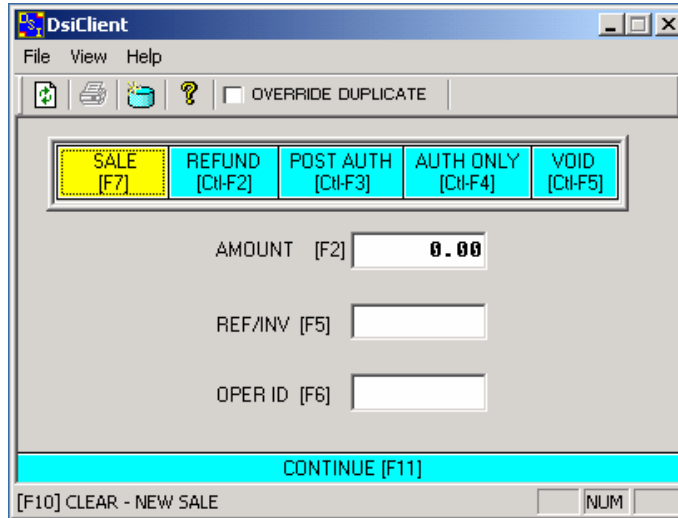 DsiClient
File View Help
? OVERRIDE DUPLICATE
SALE REFUND POST AUTH AUTH ONLY VOID
[F7] [Ctl-F2] [Ctl-F3] [Ctl-F4] [Ctl-F5]
AMOUNT [F2] 0.00
REF/INV [F5]
OPER ID [F6]
CONTINUE [F11]
[F10] CLEAR - NEW SALE NUM